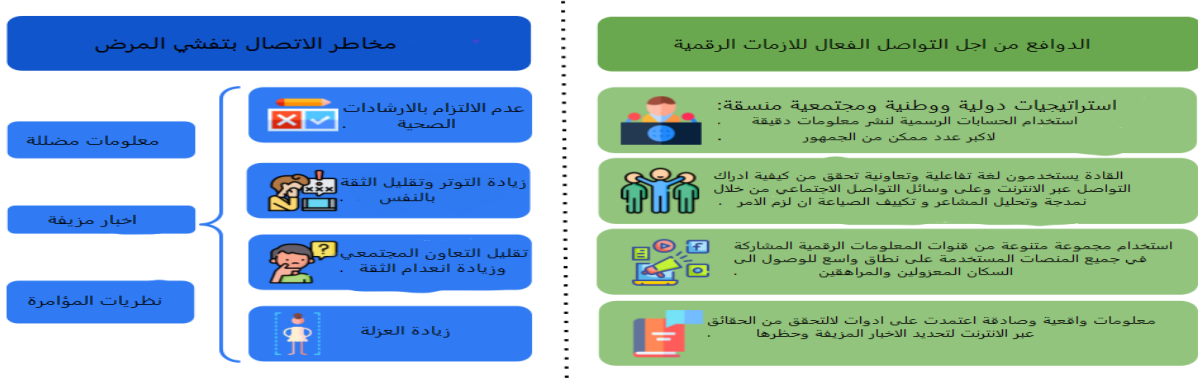 الدوافع من اجل التواصل الفعال للازمات الرقمية
استراتيجيات دولية ووطنية ومجتمعية منسقة:
استخدام الحسابات الرسمية لنشر معلومات دقيقة .
لاكبر عدد ممكن من الجمهور .
القادة يستخدمون لغة تفاعلية وتعاونية تحقق من كيفية ادراك
التواصل عبر الانترنت وعلى وسائل التواصل الاجتماعي من خلال
نمدجة وتحليل المشاعر و تكييف الصياعة ان لزم الامر .
استخدام مجموعة متنوعة من قنوات المعلومات الرقمية المشاركة
في جميع المنصات المستخدمة على نطاق واسع للوصول الى
السكان المعزولين والمراهقين .
معلومات واقعية وصادقة اعتمدت على ادوات لالتحقق من الحقائق
عبر الانترنت لتحديد الاخبار المزيفة وحظرها .
مخاطر الاتصال بتفشي المرض
عدم الالتزام بالارشادات
الصحية .
زيادة التوتر وتقليل الثقة
بالنفس .
تقليل التعاون المجتمعي
وزيادة انعدام الثقة .
زيادة العزلة
معلومات مضللة
اخبار مزيفة
نظريات المؤامرة